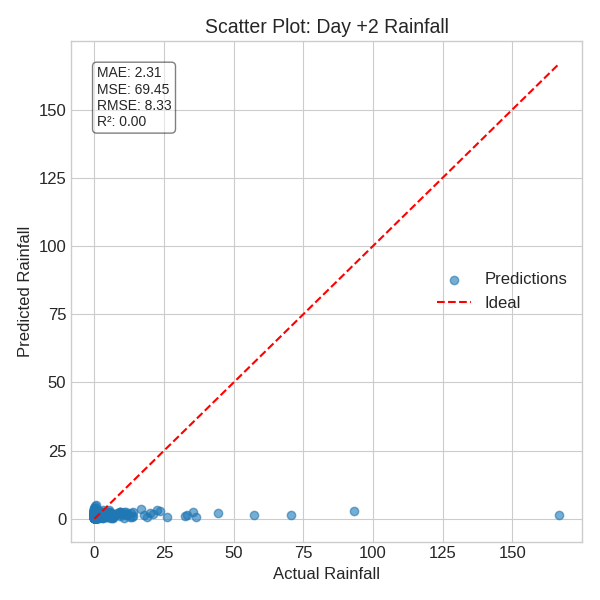 Scatter Plot: Day +2 Rainfall
MAE: 2.31
MSE: 69.45
RMSE: 8.33
R²: 0.00
Predicted Rainfall
150
125
100
75
50
25
0
Predictions
Ideal
0 25 50 75 100 125 150
Actual Rainfall